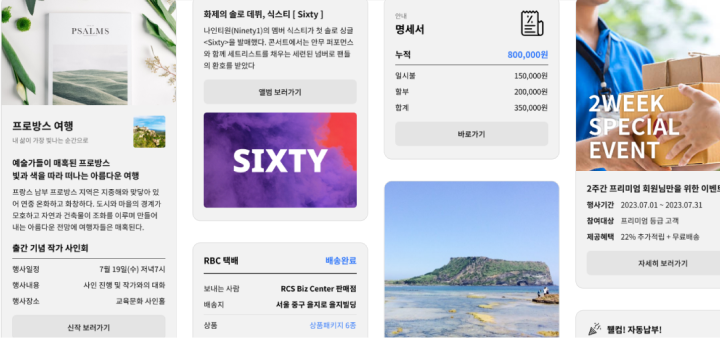 PSALMS
프로방스 여행
내 삶이 가장 빛나는 순간으로
예술가들이 매혹된 프로방스
빛과 색을 따라 떠나는 아름다운 여행
프랑스 남부 프로방스 지역은 지중해와 맞닿아 있
어 연중 온화하고 화창하다. 도시와 마을의 경계가
모호하고 자연과 건축물이 조화를 이루며 만들어
내는 아름다운 전망에 여행자들은 매혹된다.
출간 기념 작가 사인회
행사일정 7월 19일(수) 저녁7시
행사내용 사인 진행 및 작가와의 대화
행사장소 교육문화 사인홀
신작 보러가기
화제의 솔로 데뷔, 식스티 [ Sixty ]
나인티원(Ninety1)의 멤버 식스티가 첫 솔로 싱글
<Sixty>을 발매했다. 콘서트에서는 안무 퍼포먼스
와 함께 세트리스트를 채우는 세련된 넘버로 팬들
의 환호를 받았다
앨범 보러가기
SIXTY
RBC 택배 배송완료
보내는 사람 RCS Biz Center 판매점
배송지 서울 중구 을지로 을지빌딩
상품 상품패키지 6종
안내
명세서
누적 800,000원
일시불 150,000원
할부 200,000원
합계 350,000원
바로가기
2WEEK
SPECIAL
EVENT
2주간 프리미엄 회원님만을 위한 이벤트
행사기간 2023.07.01 ~ 2023.07.31
참여대상 프리미엄 등급 고객
제공혜택 22% 추가적립 + 무료배송
자세히 보러가기
웰컴! 자동납부!